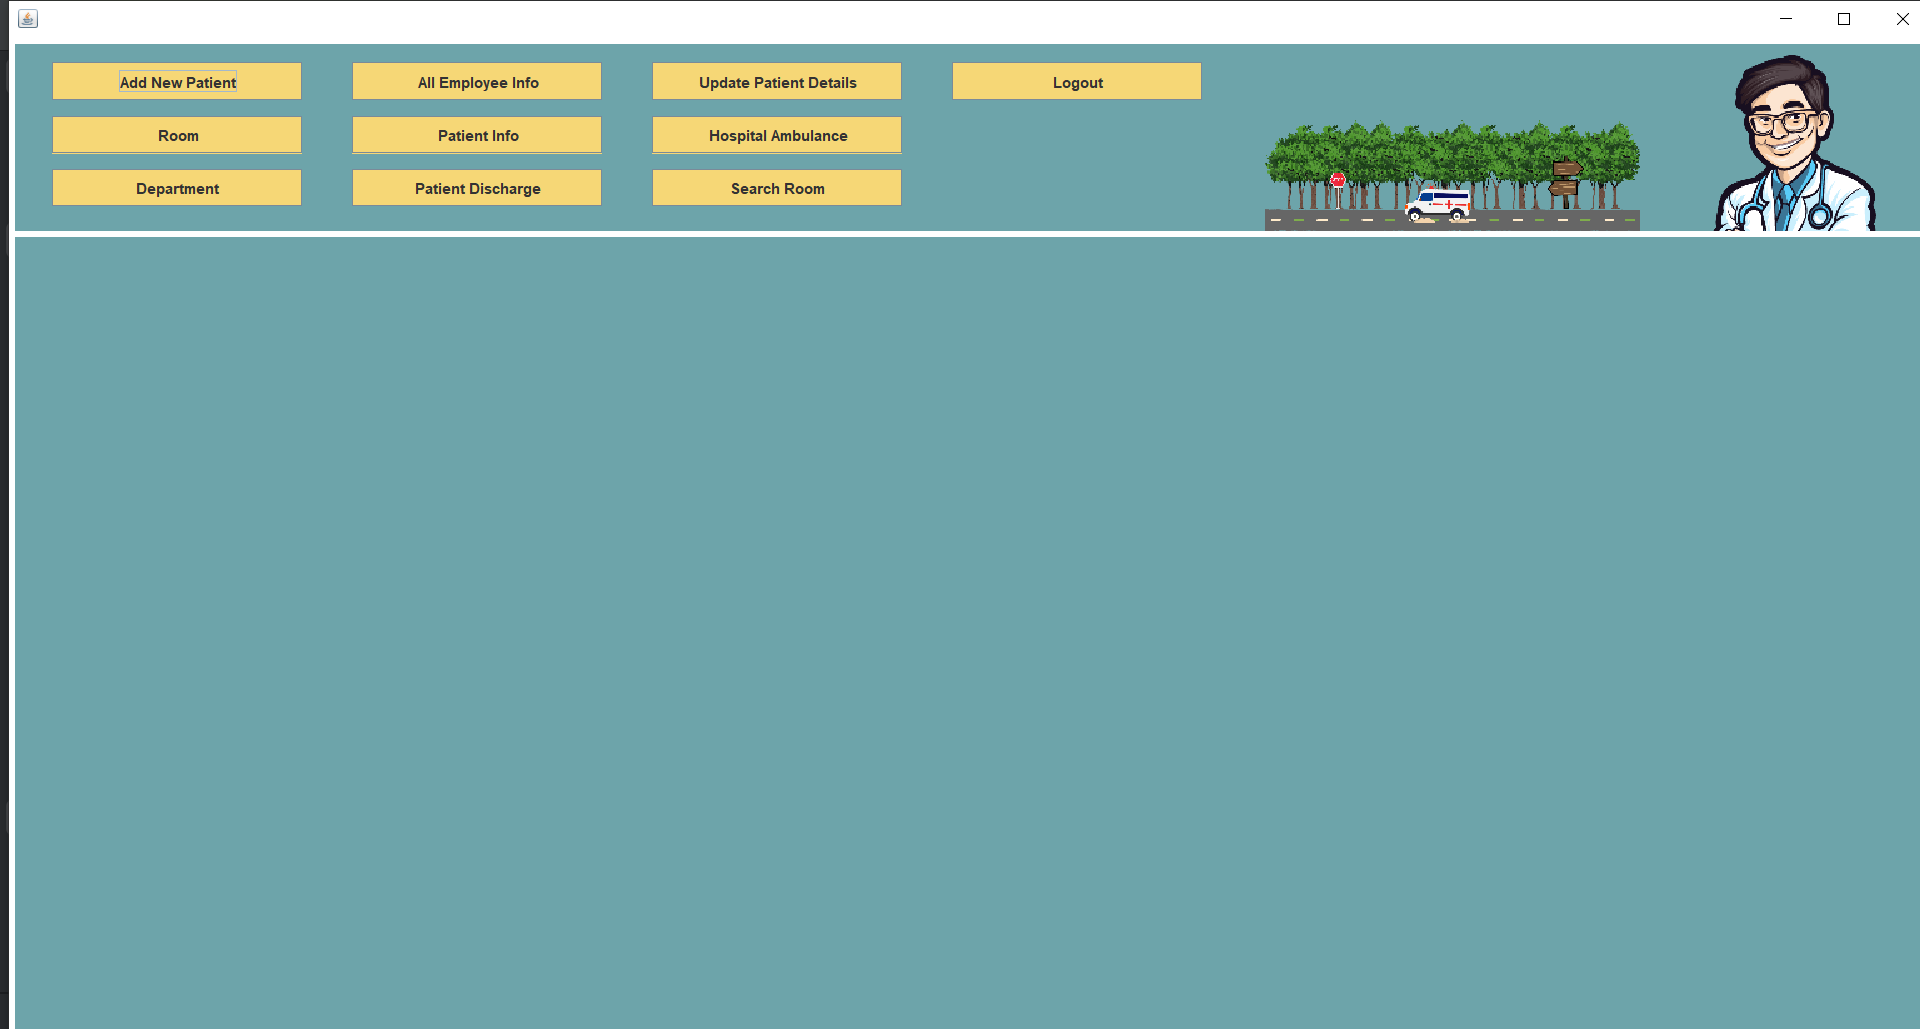 Add New Patient
All Employee Info
Update Patient Details
Logout
Room
Patient Info
Hospital Ambulance
Department
Patient Discharge
Search Room